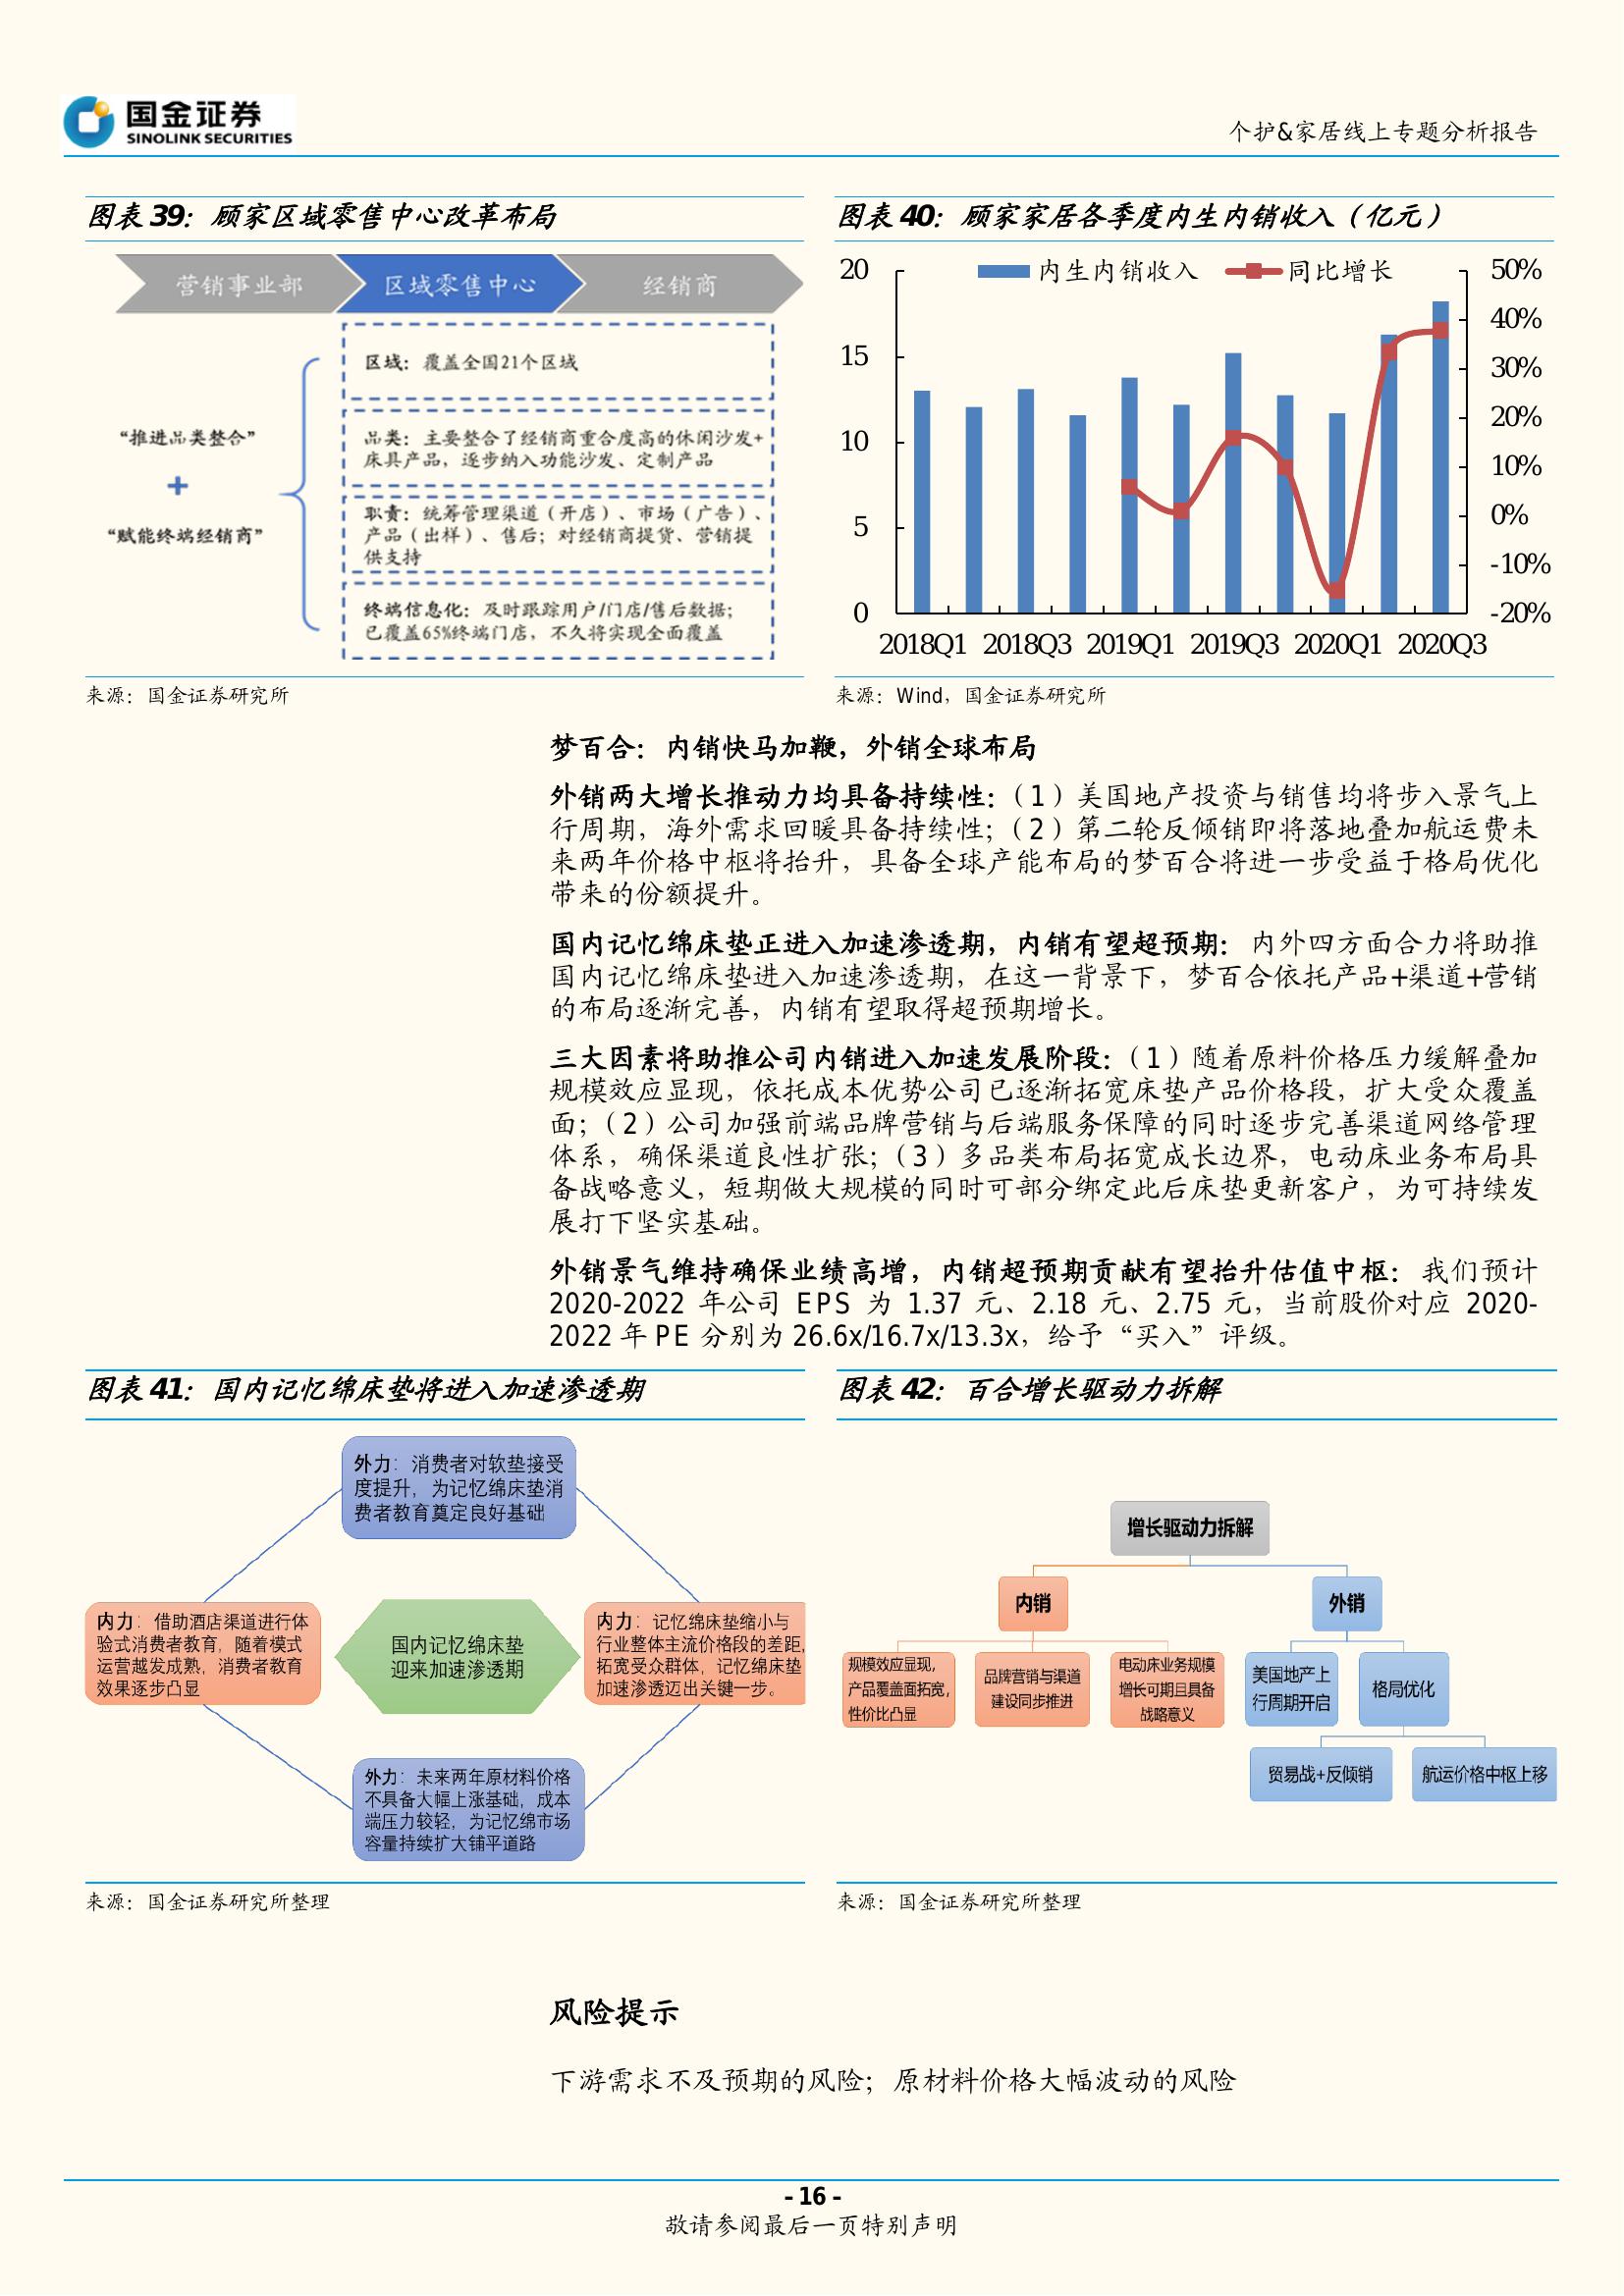 国金证券
SINOLINK SECURITIES
个护&家居线上专题分析报告
图表 39：顾家区域零售中心改革布局
营销事业部
区域零售中心
经销商
“推进品类整合”
+
“赋能终端经销商”
区域：覆盖全国21个区域
品类：主要整合了经销商重合度高的休闲沙发+
床具产品，逐步纳入功能沙发、定制产品
职责：统筹管理渠道（开店）、市场（广告）、
产品（出样）、售后；对经销商提货、营销提
供支持
终端信息化：及时跟踪用户/门店/售后数据；
已覆盖65%终端门店，不久将实现全面覆盖
来源：国金证券研究所
图表 40：顾家家居各季度内生内销收入（亿元）
内生内销收入
同比增长
20
15
10
5
0
50%
40%
30%
20%
10%
0%
-10%
-20%
2018Q1 2018Q3 2019Q1 2019Q3 2020Q1 2020Q3
来源：Wind，国金证券研究所
梦百合：内销快马加鞭，外销全球布局
外销两大增长推动力均具备持续性：（1）美国地产投资与销售均将步入景气上
行周期，海外需求回暖具备持续性；（2）第二轮反倾销即将落地叠加航运费未
来两年价格中枢将抬升，具备全球产能布局的梦百合将进一步受益于格局优化
带来的份额提升。
国内记忆绵床垫正进入加速渗透期，内销有望超预期：内外四方面合力将助推
国内记忆绵床垫进入加速渗透期，在这一背景下，梦百合依托产品+渠道+营销
的布局逐渐完善，内销有望取得超预期增长。
三大因素将助推公司内销进入加速发展阶段：（1）随着原料价格压力缓解叠加
规模效应显现，依托成本优势公司已逐渐拓宽床垫产品价格段，扩大受众覆盖
面；（2）公司加强前端品牌营销与后端服务保障的同时逐步完善渠道网络管理
体系，确保渠道良性扩张；（3）多品类布局拓宽成长边界，电动床业务布局具
备战略意义，短期做大规模的同时可部分绑定此后床垫更新客户，为可持续发
展打下坚实基础。
外销景气维持确保业绩高增，内销超预期贡献有望抬升估值中枢：我们预计
2020-2022 年公司 EPS 为 1.37 元、2.18 元、2.75 元，当前股价对应 2020-
2022 年 PE 分别为 26.6x/16.7x/13.3x，给予“买入”评级。
图表 41：国内记忆绵床垫将进入加速渗透期
外力：消费者对软垫接受
度提升，为记忆绵床垫消
费者教育奠定良好基础
内力：借助酒店渠道进行体
验式消费者教育，随着模式
运营越发成熟，消费者教育
效果逐步凸显
国内记忆绵床垫
迎来加速渗透期
内力：记忆绵床垫缩小与
行业整体主流价格段的差距，
拓宽受众群体，记忆绵床垫
加速渗透迈出关键一步。
外力：未来两年原材料价格
不具备大幅上涨基础，成本
端压力较轻，为记忆绵市场
容量持续扩大铺平道路
来源：国金证券研究所整理
图表 42：百合增长驱动力拆解
增长驱动力拆解
内销
外销
规模效应显现，
产品覆盖面拓宽，
性价比凸显
品牌营销与渠道
建设同步推进
电动床业务规模
增长可期且具备
战略意义
美国地产上
行周期开启
格局优化
贸易战+反倾销
航运价格中枢上移
来源：国金证券研究所整理
风险提示
下游需求不及预期的风险；原材料价格大幅波动的风险
- 16 -
敬请参阅最后一页特别声明